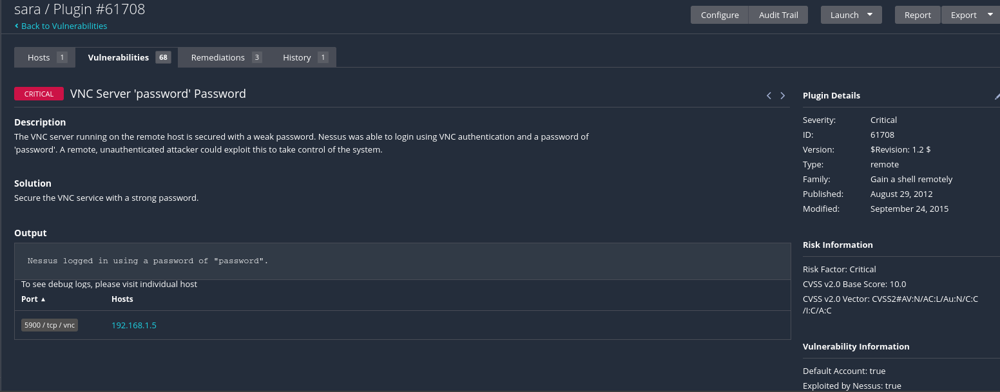 sara / Plugin #61708
Back to Vulnerabilities
Configure Audit Trail Launch Report Export
Hosts 1 Vulnerabilities 68 Remediations 3 History 1
CRITICAL VNC Server 'password' Password
Description
The VNC server running on the remote host is secured with a weak password. Nessus was able to login using VNC authentication and a password of
'password'. A remote, unauthenticated attacker could exploit this to take control of the system.
Solution
Secure the VNC service with a strong password.
Output
Nessus logged in using a password of "password".
To see debug logs, please visit individual host
Port ▲ Hosts
5900 / tcp / vnc 192.168.1.5
Plugin Details
Severity: Critical
ID: 61708
Version: $Revision: 1.2 $
Type: remote
Family: Gain a shell remotely
Published: August 29, 2012
Modified: September 24, 2015
Risk Information
Risk Factor: Critical
CVSS v2.0 Base Score: 10.0
CVSS v2.0 Vector: CVSS2#AV:N/AC:L/Au:N/C:C
/I:C/A:C
Vulnerability Information
Default Account: true
Exploited by Nessus: true